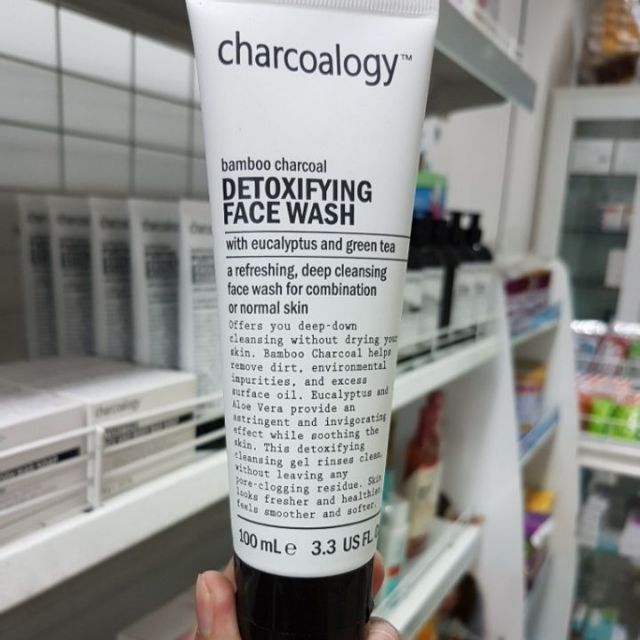 charcoalogy™
bamboo charcoal
DETOXIFYING
FACE WASH
with eucalyptus and green tea
a refreshing, deep cleansing
face wash for combination
or normal skin
Offers you deep-down
cleansing without drying your
skin. Bamboo Charcoal helps
remove dirt, environmental
impurities, and excess
surface oil. Eucalyptus and
Aloe Vera provide an
astringent and invigorating
effect while soothing the
skin. This detoxifying
cleansing gel rinses clean,
without leaving any
pore-clogging residue. Skin
looks fresher and healthier,
feels smoother and softer.
100 mL e 3.3 US FL
charcoalogy